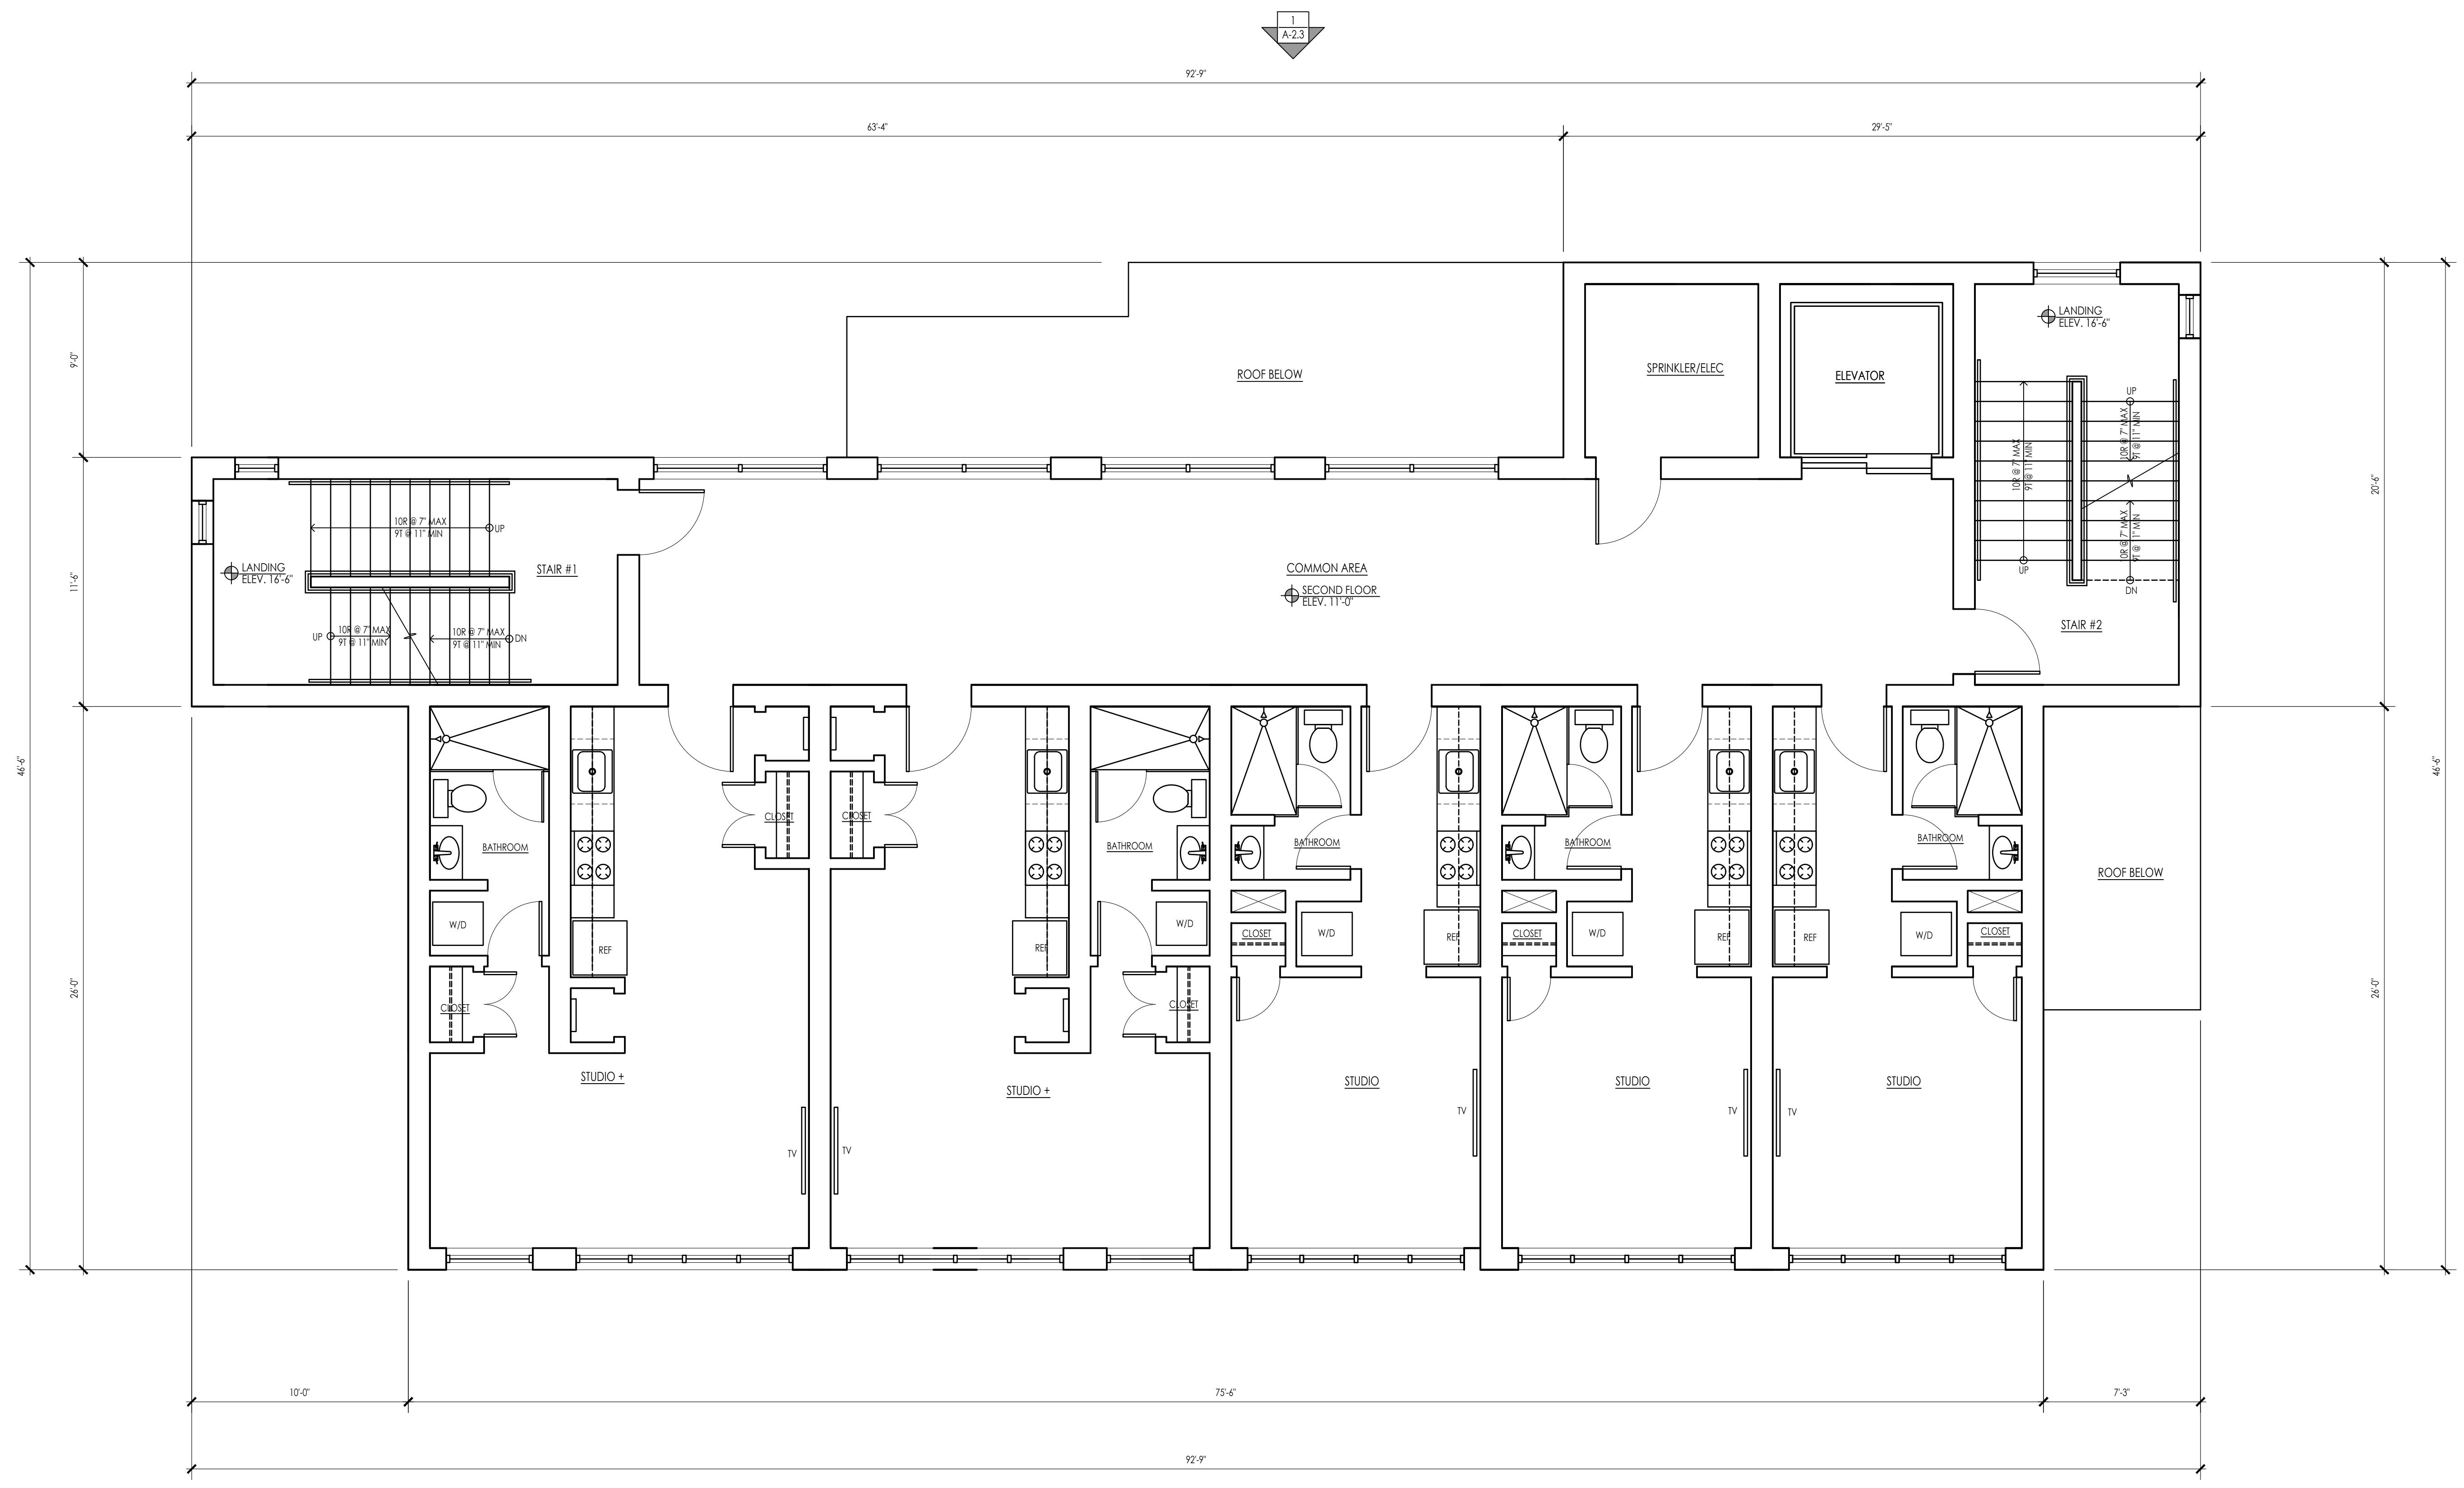 1
A-2.3
92'-9"
63'-4"
29'-5"
LANDING
ELEV. 16'-6"
9'-0"
ROOF BELOW
SPRINKLER/ELEC
ELEVATOR
UP
10R @ 7" MAX
9T @ 11" MIN
10R @ 7" MAX
9T @ 11" MIN
20'-6"
10R @ 7" MAX
9T @ 11" MIN
UP
10R @ 7" MAX
9T @ 1" MIN
UP
DN
LANDING
ELEV. 16'-6"
STAIR #1
COMMON AREA
SECOND FLOOR
ELEV. 11'-0"
11'-6"
UP
10R @ 7" MAX
9T @ 11" MIN
10R @ 7" MAX
9T @ 11" MIN
DN
STAIR #2
46'-6"
46'-6"
CLOSET
CLOSET
BATHROOM
BATHROOM
BATHROOM
BATHROOM
BATHROOM
ROOF BELOW
W/D
REF
REF
W/D
CLOSET
W/D
REF
CLOSET
W/D
REF
REF
W/D
CLOSET
26'-0"
26'-0"
CLOSET
CLOSET
STUDIO +
STUDIO +
STUDIO
STUDIO
STUDIO
TV
TV
TV
TV
TV
10'-0"
75'-6"
7'-3"
92'-9"